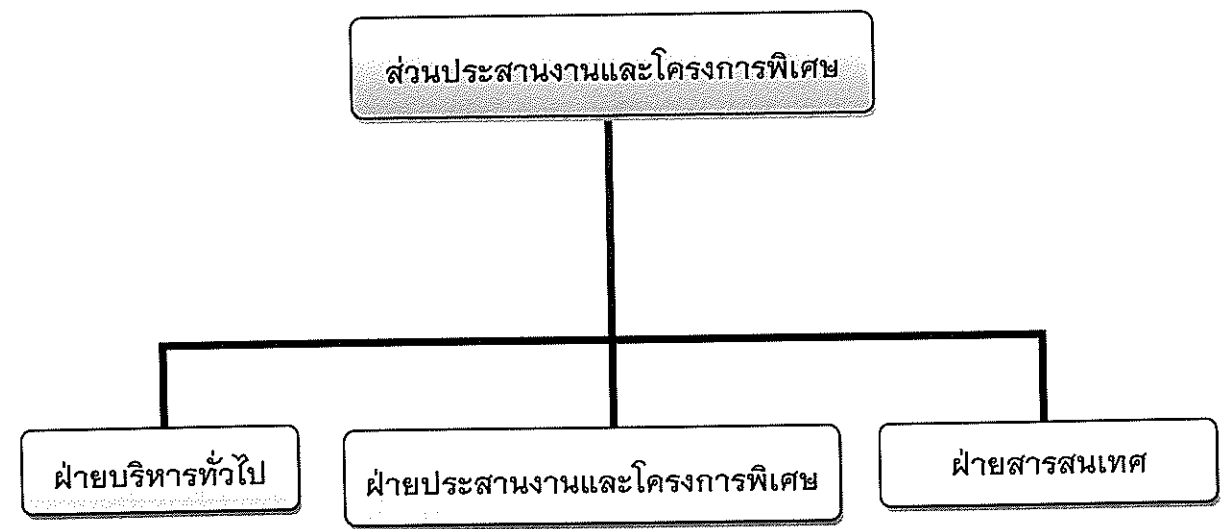 ส่วนประสานงานและโครงการพิเศษ
ฝ่ายบริหารทั่วไป
ฝ่ายประสานงานและโครงการพิเศษ
ฝ่ายสารสนเทศ